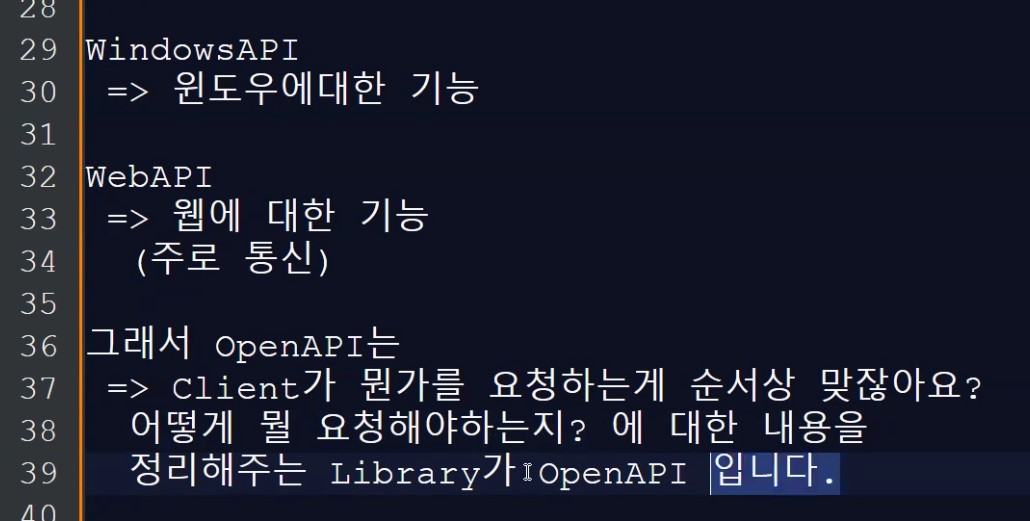 28
29 WindowsAPI
30 => 윈도우에대한 기능
31
32 WebAPI
33 => 웹에 대한 기능
34 (주로 통신)
35
36 그래서 OpenAPI는
37 => Client가 뭔가를 요청하는게 순서상 맞잖아요?
38 어떻게 뭘 요청해야하는지? 에 대한 내용을
39 정리해주는 Library가 OpenAPI 입니다.
40